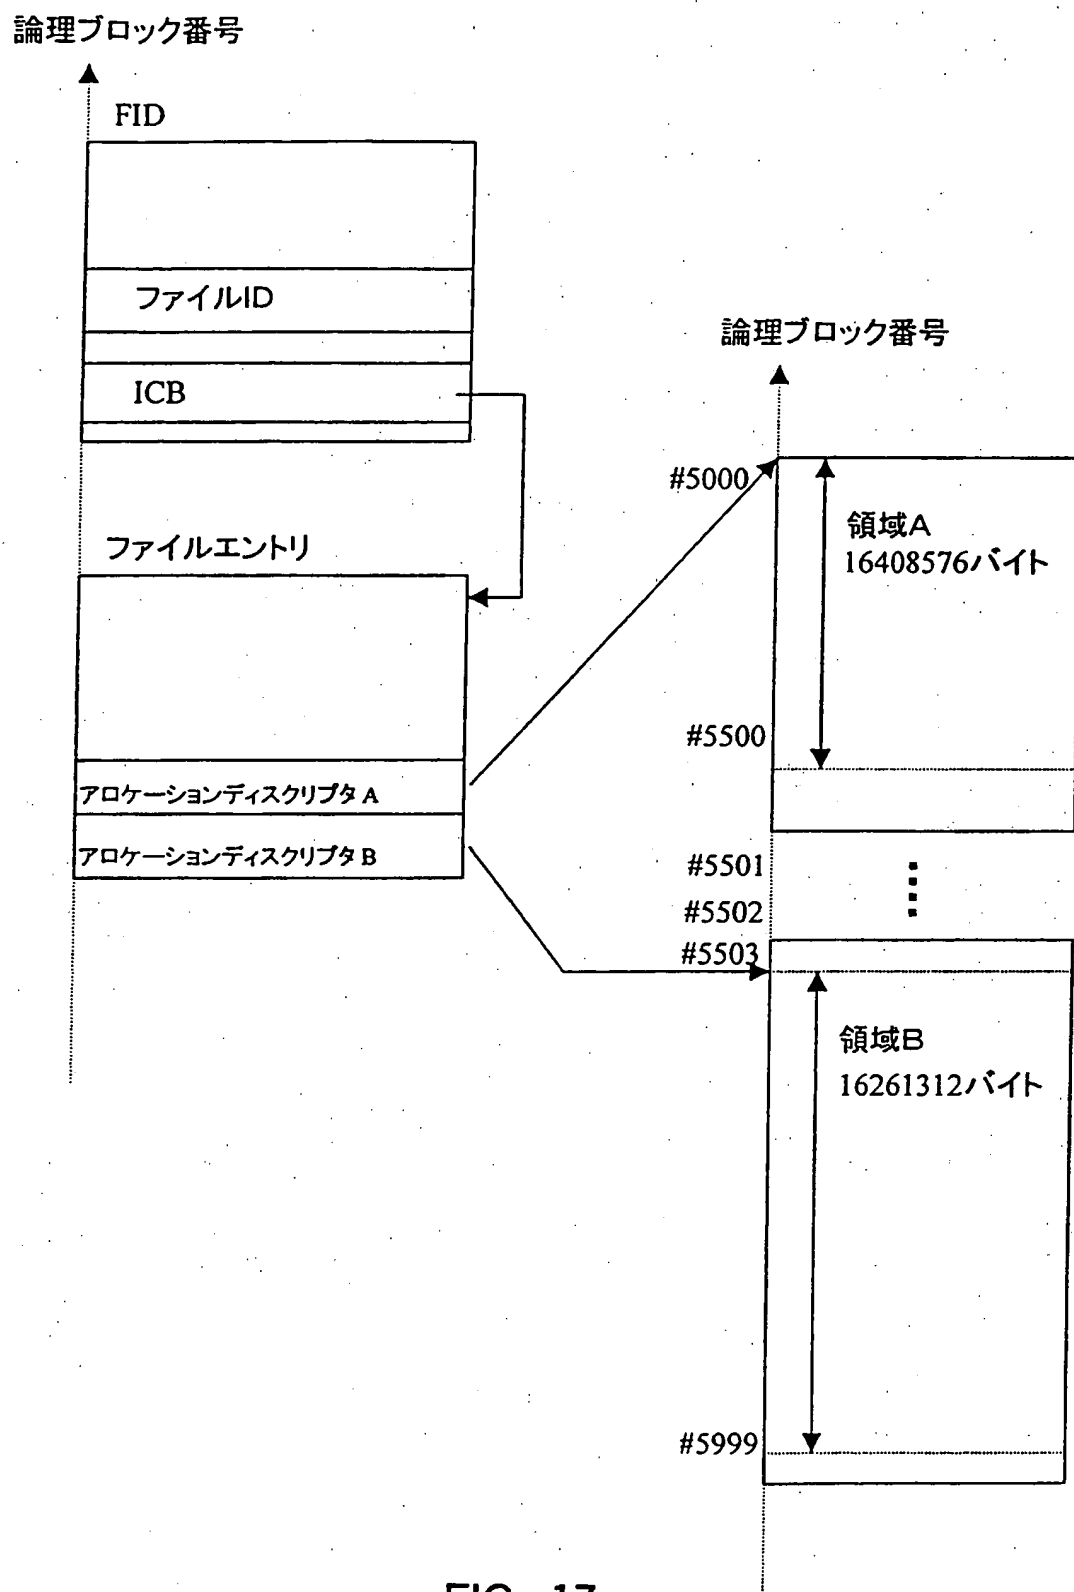 論理ブロック番号
FID
ファイルID
ICB
ファイルエントリ
アロケーションディスクリプタ A
アロケーションディスクリプタ B
論理ブロック番号
#5000
領域A
16408576バイト
#5500
#5501
#5502
#5503
領域B
16261312バイト
#5999
FIG. 17